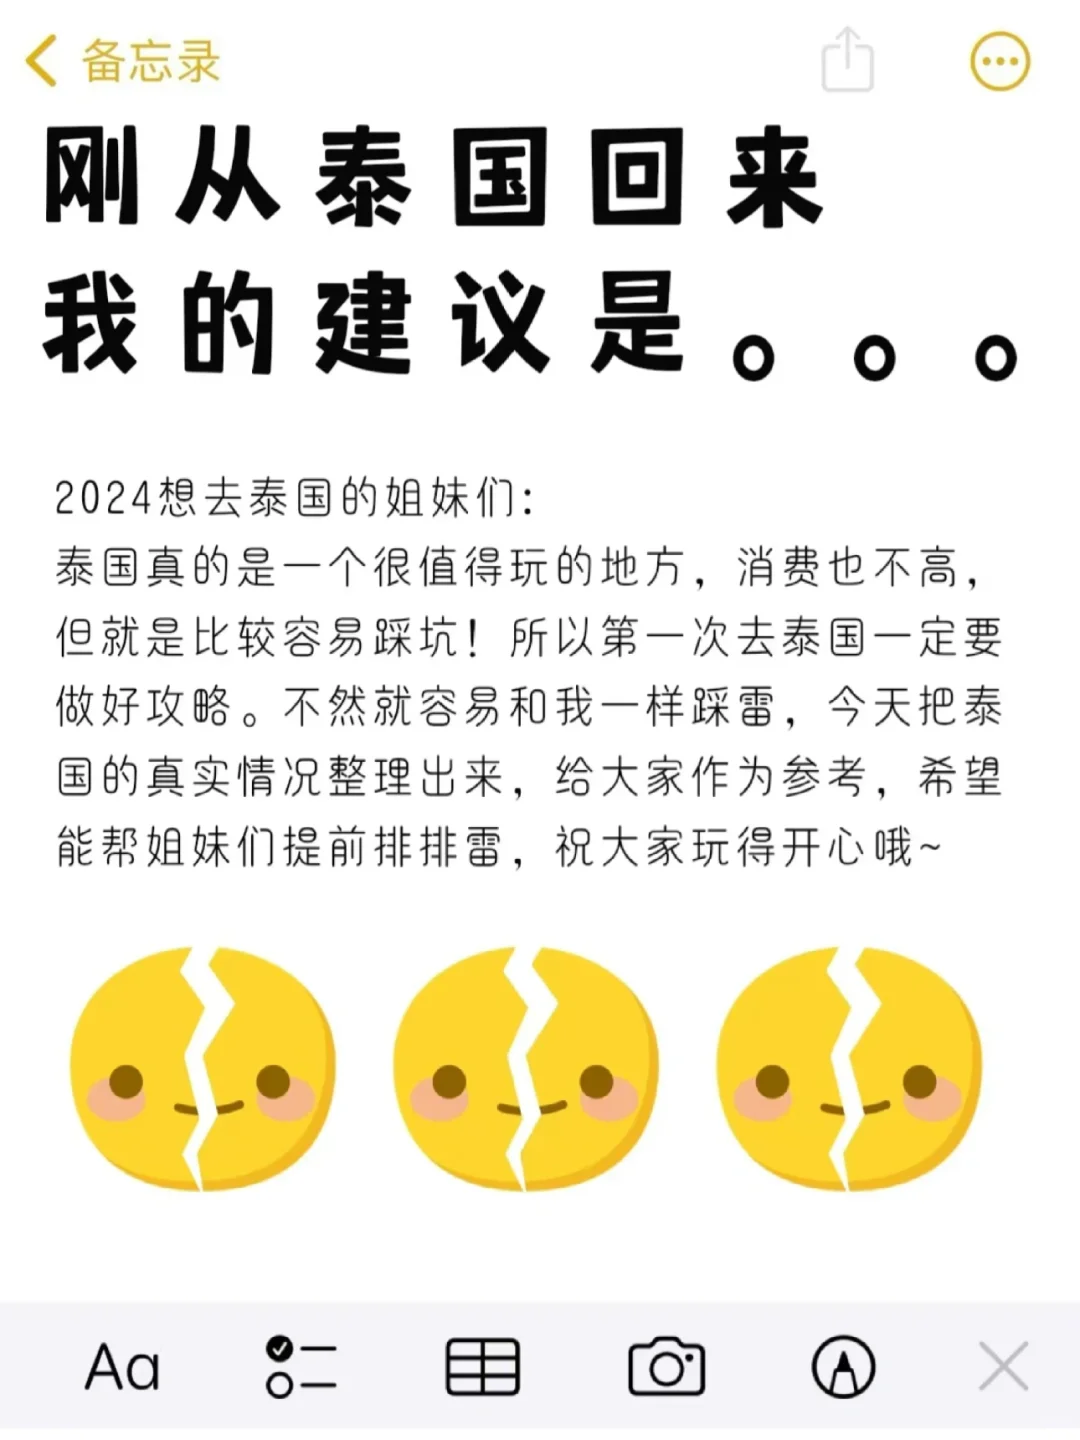 备忘录
刚从泰国回来
我的建议是。。。
2024想去泰国的姐妹们：
泰国真的是一个很值得玩的地方，消费也不高，
但就是比较容易踩坑！所以第一次去泰国一定要
做好攻略。不然就容易和我一样踩雷，今天把泰
国的真实情况整理出来，给大家作为参考，希望
能帮姐妹们提前排排雷，祝大家玩得开心哦~
Aa